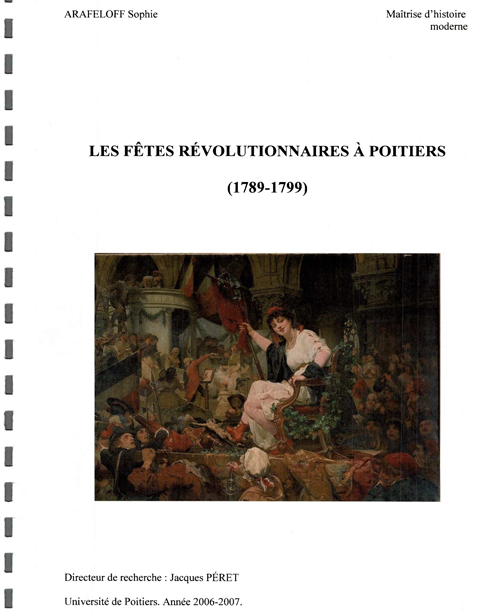 ARAFELOFF Sophie
Maîtrise d’histoire
moderne
LES FÊTES RÉVOLUTIONNAIRES À POITIERS
(1789-1799)
Directeur de recherche : Jacques PÉRET
Université de Poitiers. Année 2006-2007.